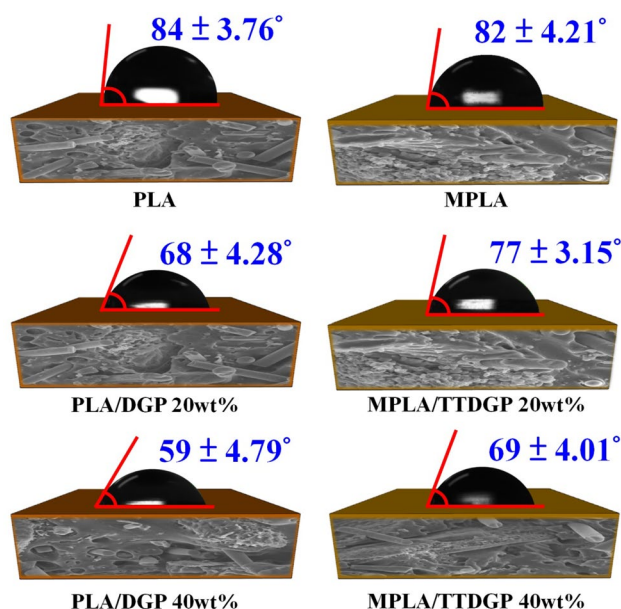 84 ± 3.76°
82 ± 4.21°
PLA
MPLA
68 ± 4.28°
77 ± 3.15°
PLA/DGP 20wt%
MPLA/TTDGP 20wt%
59 ± 4.79°
69 ± 4.01°
PLA/DGP 40wt%
MPLA/TTDGP 40wt%